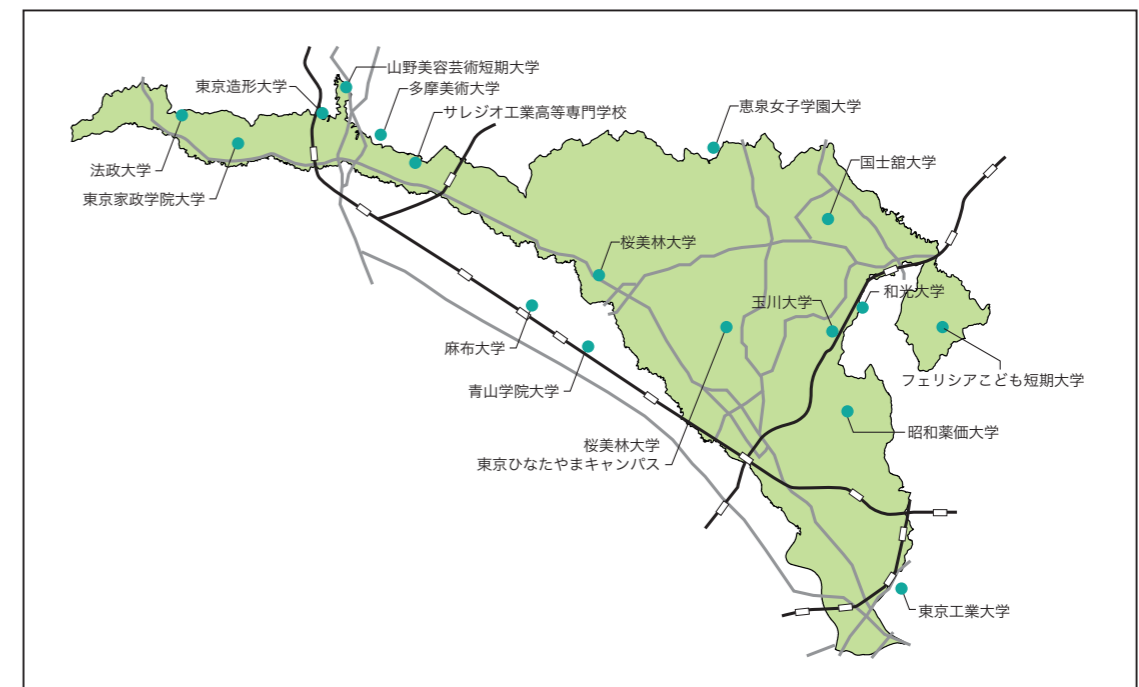 山野美容芸術短期大学
東京造形大学
多摩美術大学
サレジオ工業高等専門学校
恵泉女子学園大学
国士舘大学
法政大学
東京家政学院大学
桜美林大学
和光大学
玉川大学
麻布大学
フェリシアこども短期大学
青山学院大学
昭和薬価大学
桜美林大学
東京ひなたやまキャンパス
東京工業大学